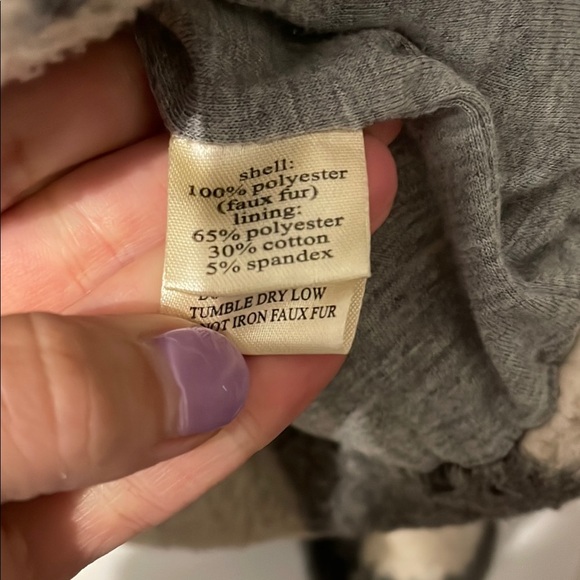 shell:
100% polyester
(faux fur)
lining:
65% polyester
30% cotton
5% spandex
TUMBLE DRY LOW
NOT IRON FAUX FUR